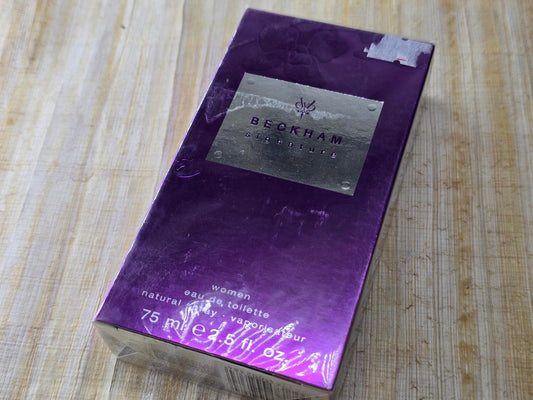 BECKHAM
signature
women
eau de toilette
natural spray . vaporisateur
75 ml e 2.5 fl. oz.